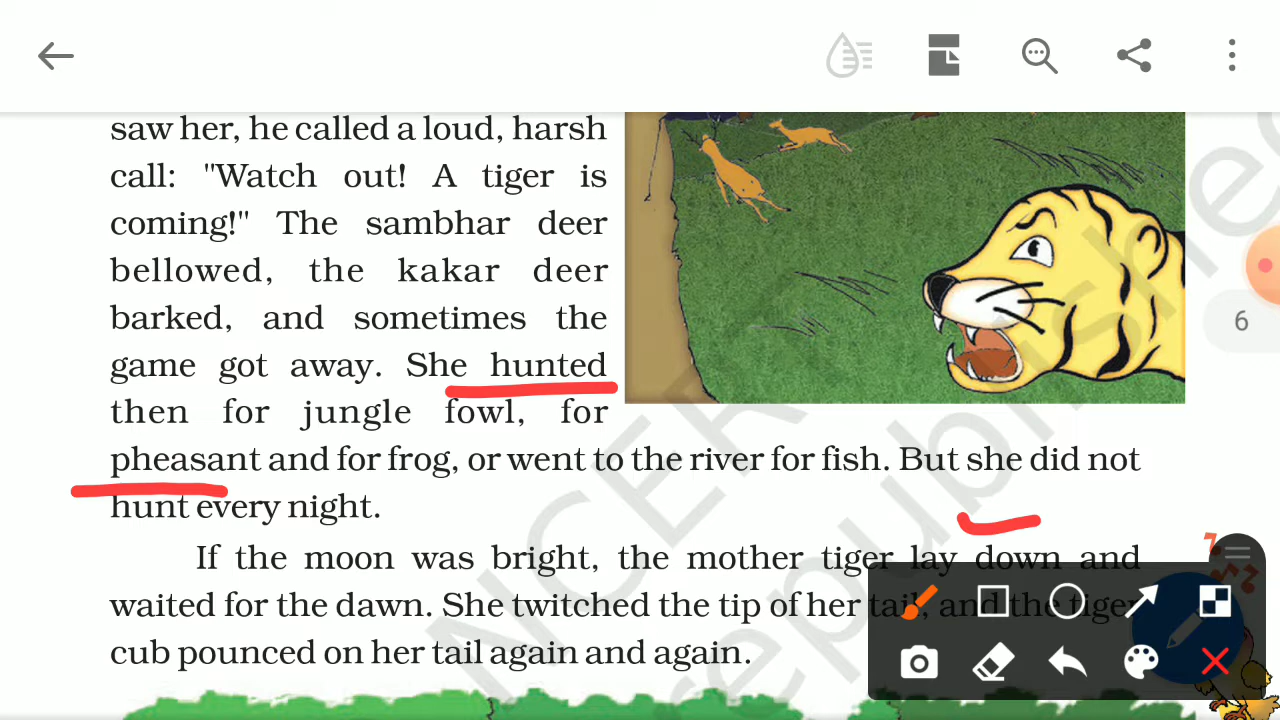 saw her, he called a loud, harsh
call: "Watch out! A tiger is
coming!" The sambhar deer
bellowed, the kakar deer
barked, and sometimes the
game got away. She hunted
then for jungle fowl, for
pheasant and for frog, or went to the river for fish. But she did not
hunt every night.
If the moon was bright, the mother tiger lay down and
waited for the dawn. She twitched the tip of her tail, and the tiger
cub pounced on her tail again and again.
6